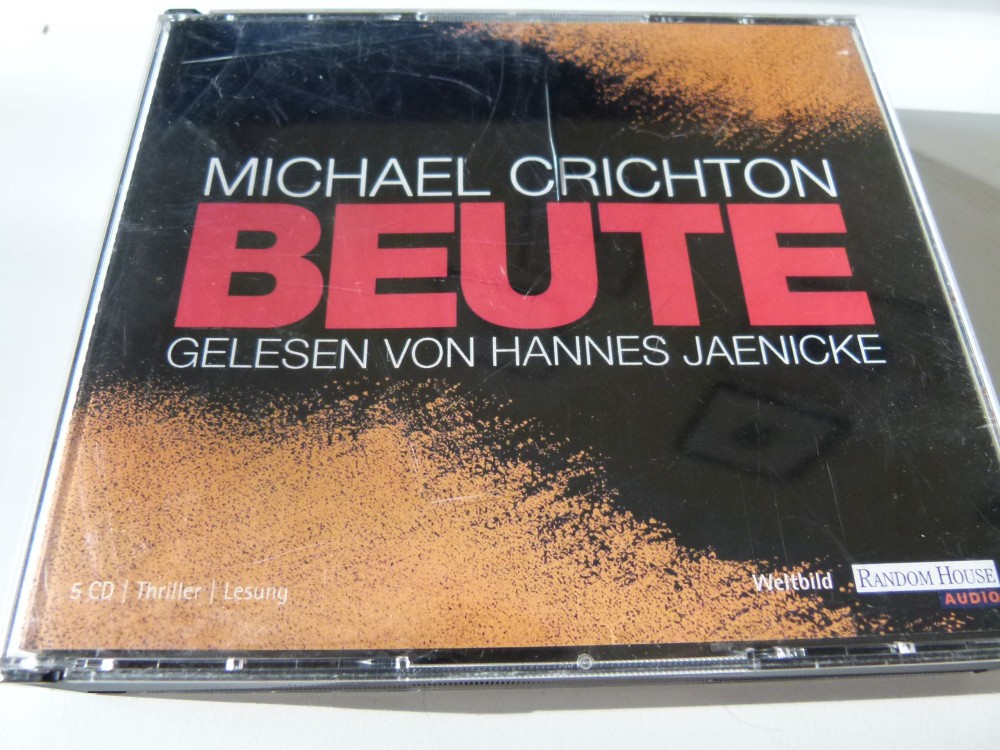 MICHAEL CRICHTON
BEUTE
GELESEN VON HANNES JAENICKE
5 CD | Thriller | Lesung
Weltbild
RANDOM HOUSE
AUDIO